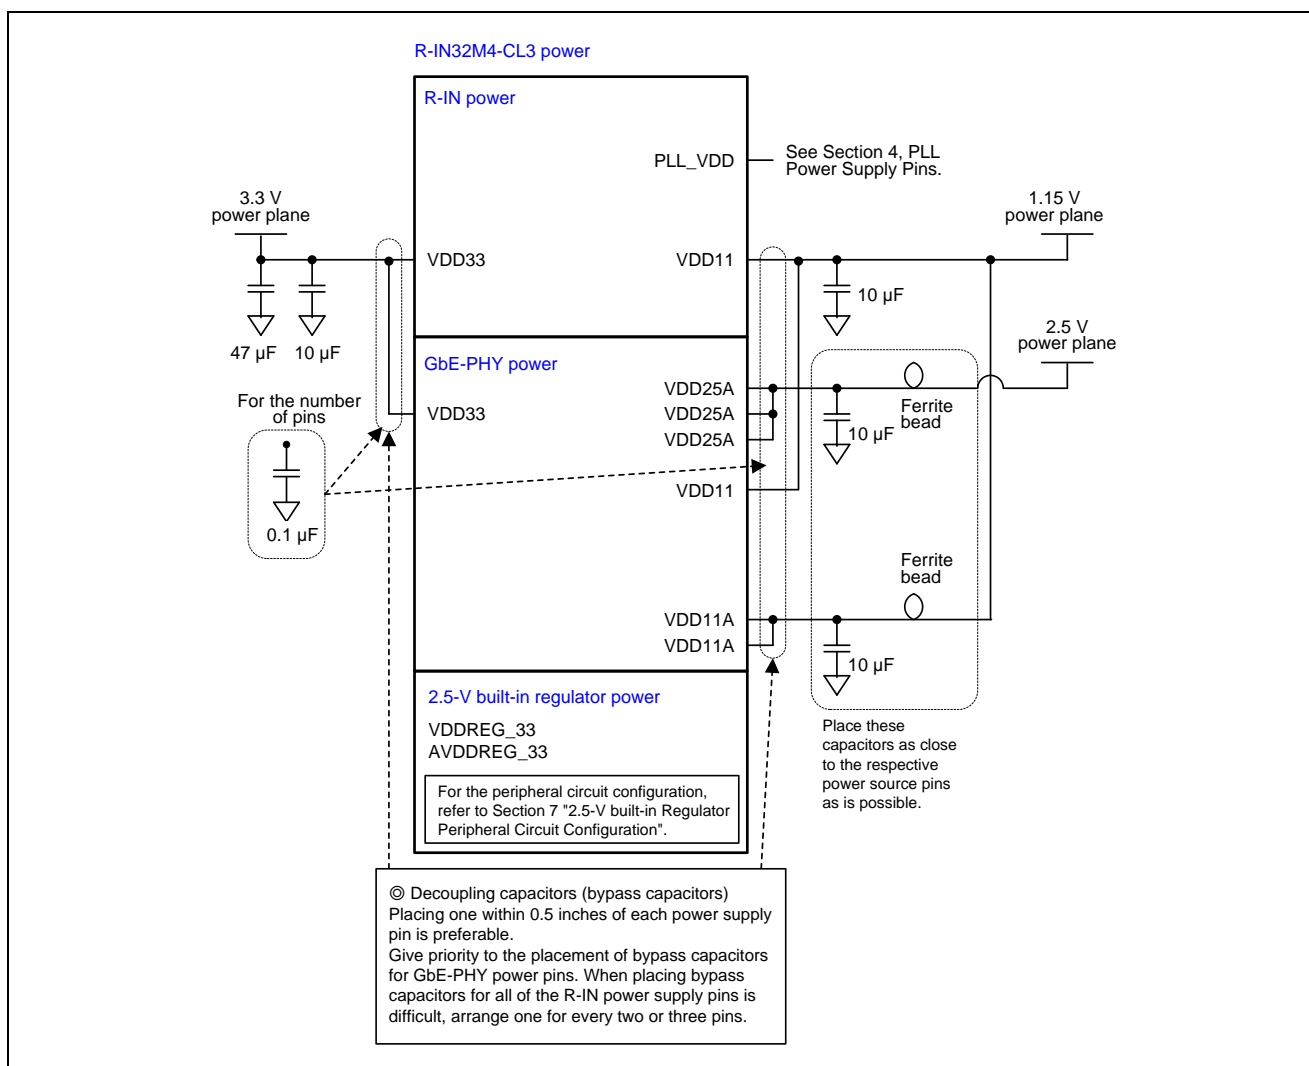 R-IN32M4-CL3 power
R-IN power
PLL_VDD
See Section 4, PLL
Power Supply Pins.
3.3 V
power plane
1.15 V
power plane
VDD33
VDD11
10 µF
47 µF
10 µF
2.5 V
power plane
GbE-PHY power
VDD25A
VDD25A
VDD25A
Ferrite
bead
10 µF
For the number
of pins
VDD33
VDD11
0.1 µF
Ferrite
bead
VDD11A
VDD11A
10 µF
2.5-V built-in regulator power
VDDREG_33
AVDDREG_33
For the peripheral circuit configuration,
refer to Section 7 "2.5-V built-in Regulator
Peripheral Circuit Configuration".
Place these
capacitors as close
to the respective
power source pins
as is possible.
◎ Decoupling capacitors (bypass capacitors)
Placing one within 0.5 inches of each power supply
pin is preferable.
Give priority to the placement of bypass capacitors
for GbE-PHY power pins. When placing bypass
capacitors for all of the R-IN power supply pins is
difficult, arrange one for every two or three pins.